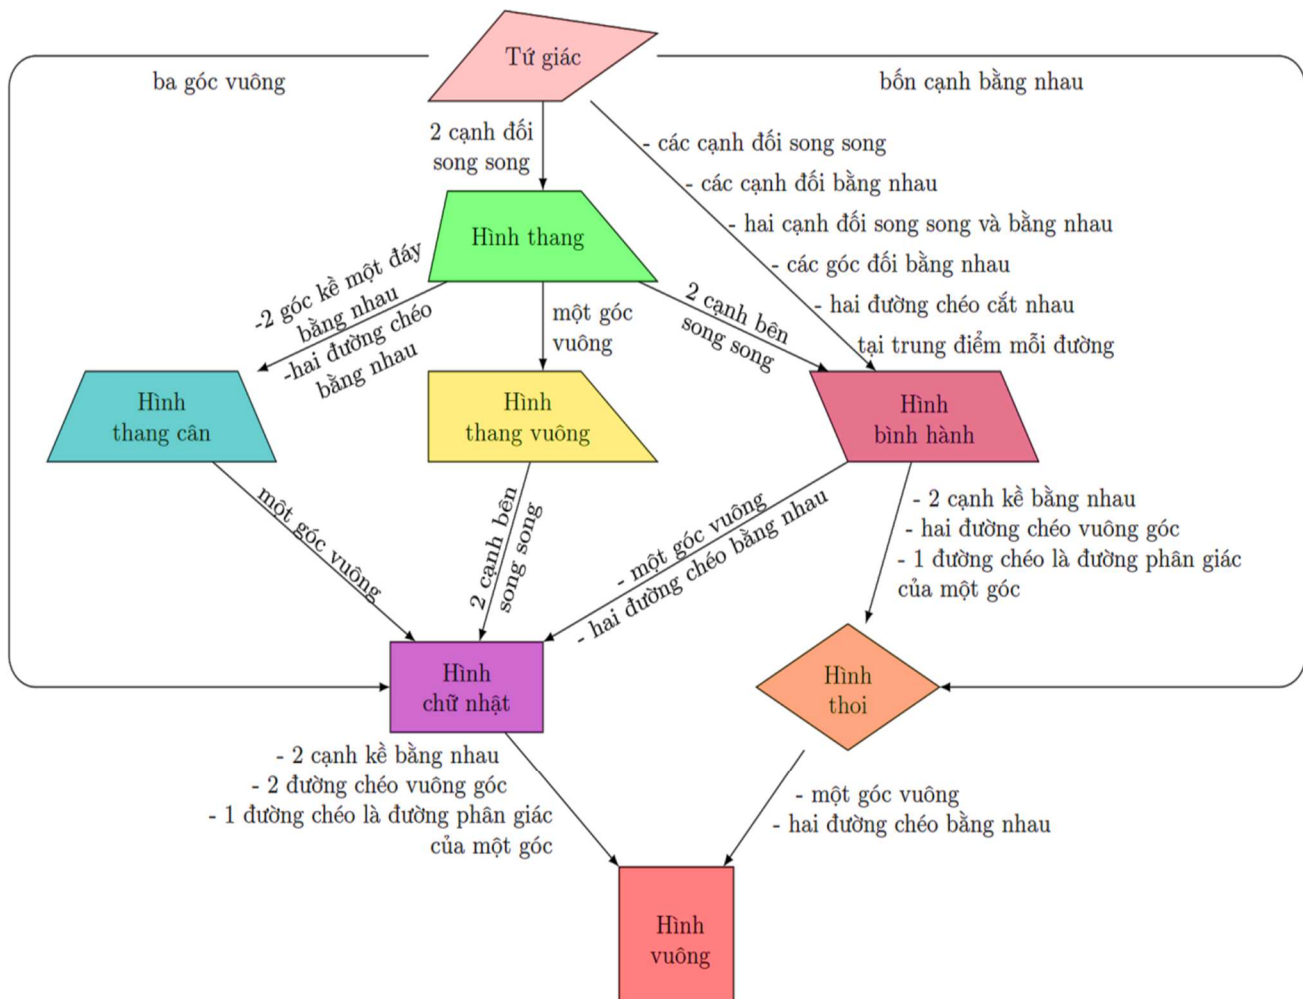 Tứ giác
ba góc vuông
bốn cạnh bằng nhau
2 cạnh đối
song song
- các cạnh đối song song
- các cạnh đối bằng nhau
- hai cạnh đối song song và bằng nhau
- các góc đối bằng nhau
- hai đường chéo cắt nhau
tại trung điểm mỗi đường
Hình thang
-2 góc kề một đáy
bằng nhau
-hai đường chéo
bằng nhau
một góc
vuông
2 cạnh bên
song song
Hình
thang cân
Hình
thang vuông
Hình
bình hành
một góc vuông
2 cạnh bên
song song
- một góc vuông
- hai đường chéo bằng nhau
- 2 cạnh kề bằng nhau
- hai đường chéo vuông góc
- 1 đường chéo là đường phân giác
của một góc
Hình
chữ nhật
Hình
thoi
- 2 cạnh kề bằng nhau
- 2 đường chéo vuông góc
- 1 đường chéo là đường phân giác
của một góc
- một góc vuông
- hai đường chéo bằng nhau
Hình
vuông